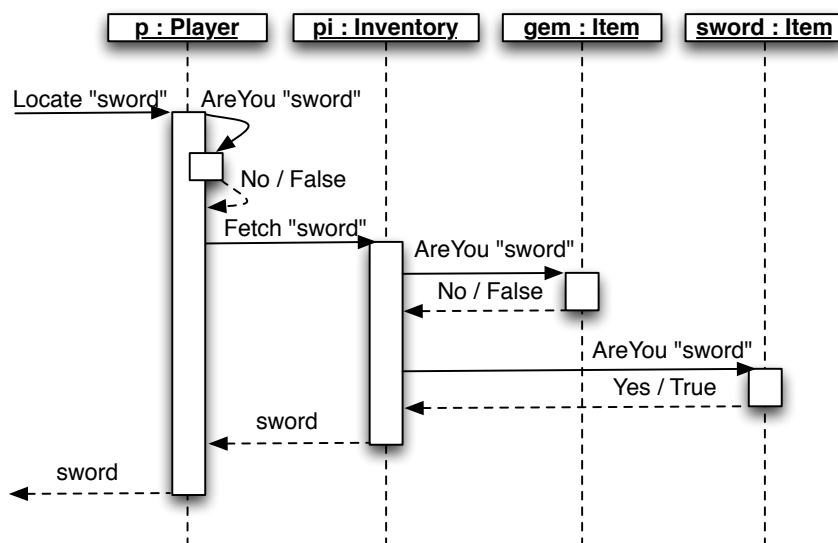 p : Player
pi : Inventory
gem : Item
sword : Item
Locate "sword"
AreYou "sword"
No / False
Fetch "sword"
AreYou "sword"
No / False
AreYou "sword"
Yes / True
sword
sword